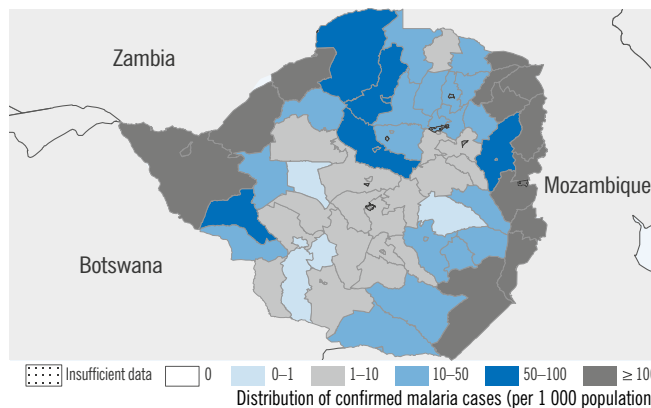 Zambia
Mozambique
Botswana
Insufficient data 0 0–1 1–10 10–50 50–100 ≥ 100
Distribution of confirmed malaria cases (per 1 000 population